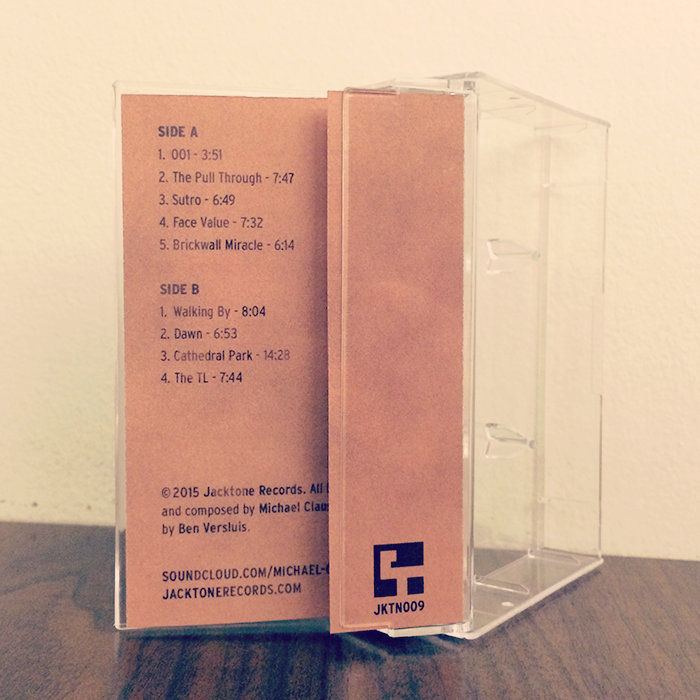 SIDE A
1. 001 - 3:51
2. The Pull Through - 7:47
3. Sutro - 6:49
4. Face Value - 7:32
5. Brickwall Miracle - 6:14
SIDE B
1. Walking By - 8:04
2. Dawn - 6:53
3. Cathedral Park - 14:28
4. The TL - 7:44
©2015 Jacktone Records. All
and composed by Michael Claus
by Ben Versluis.
SOUNDCLOUD.COM/MICHAEL-
JACKTONERECORDS.COM
JKTN009